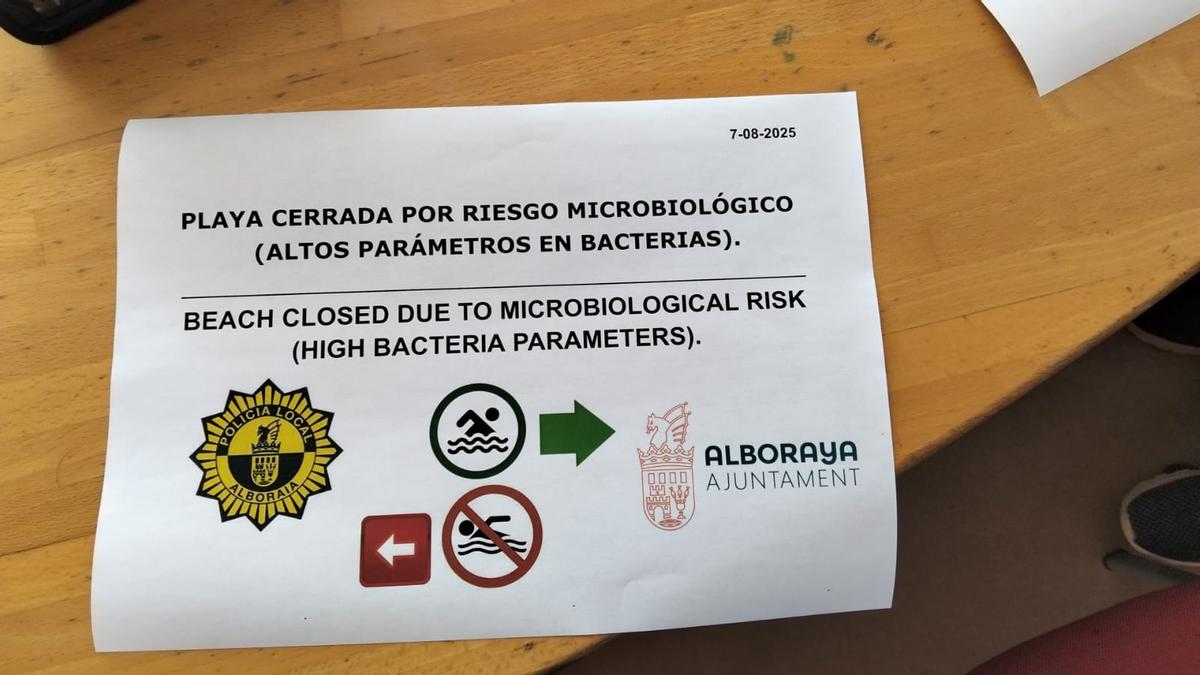 7-08-2025
PLAYA CERRADA POR RIESGO MICROBIOLÓGICO
(ALTOS PARÁMETROS EN BACTERIAS).
BEACH CLOSED DUE TO MICROBIOLOGICAL RISK
(HIGH BACTERIA PARAMETERS).
POLICIA LOCAL
ALBORAIA
ALBORAYA
AJUNTAMENT